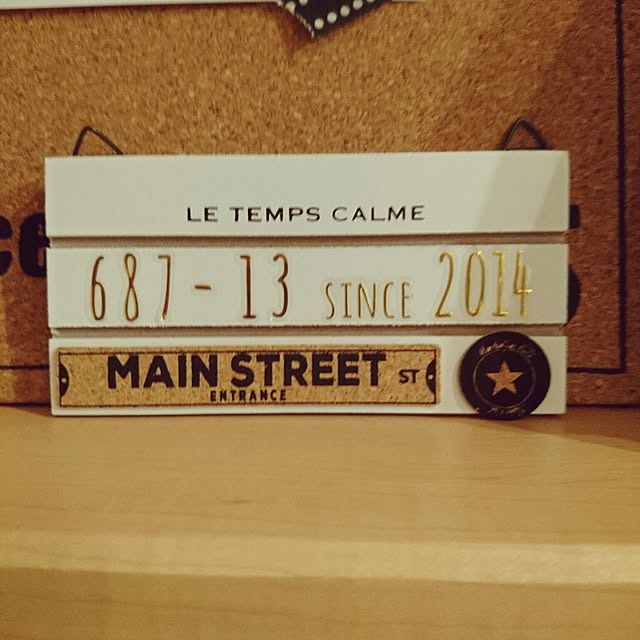 LE TEMPS CALME
687-13 SINCE 2014
MAIN STREET ST
ENTRANCE